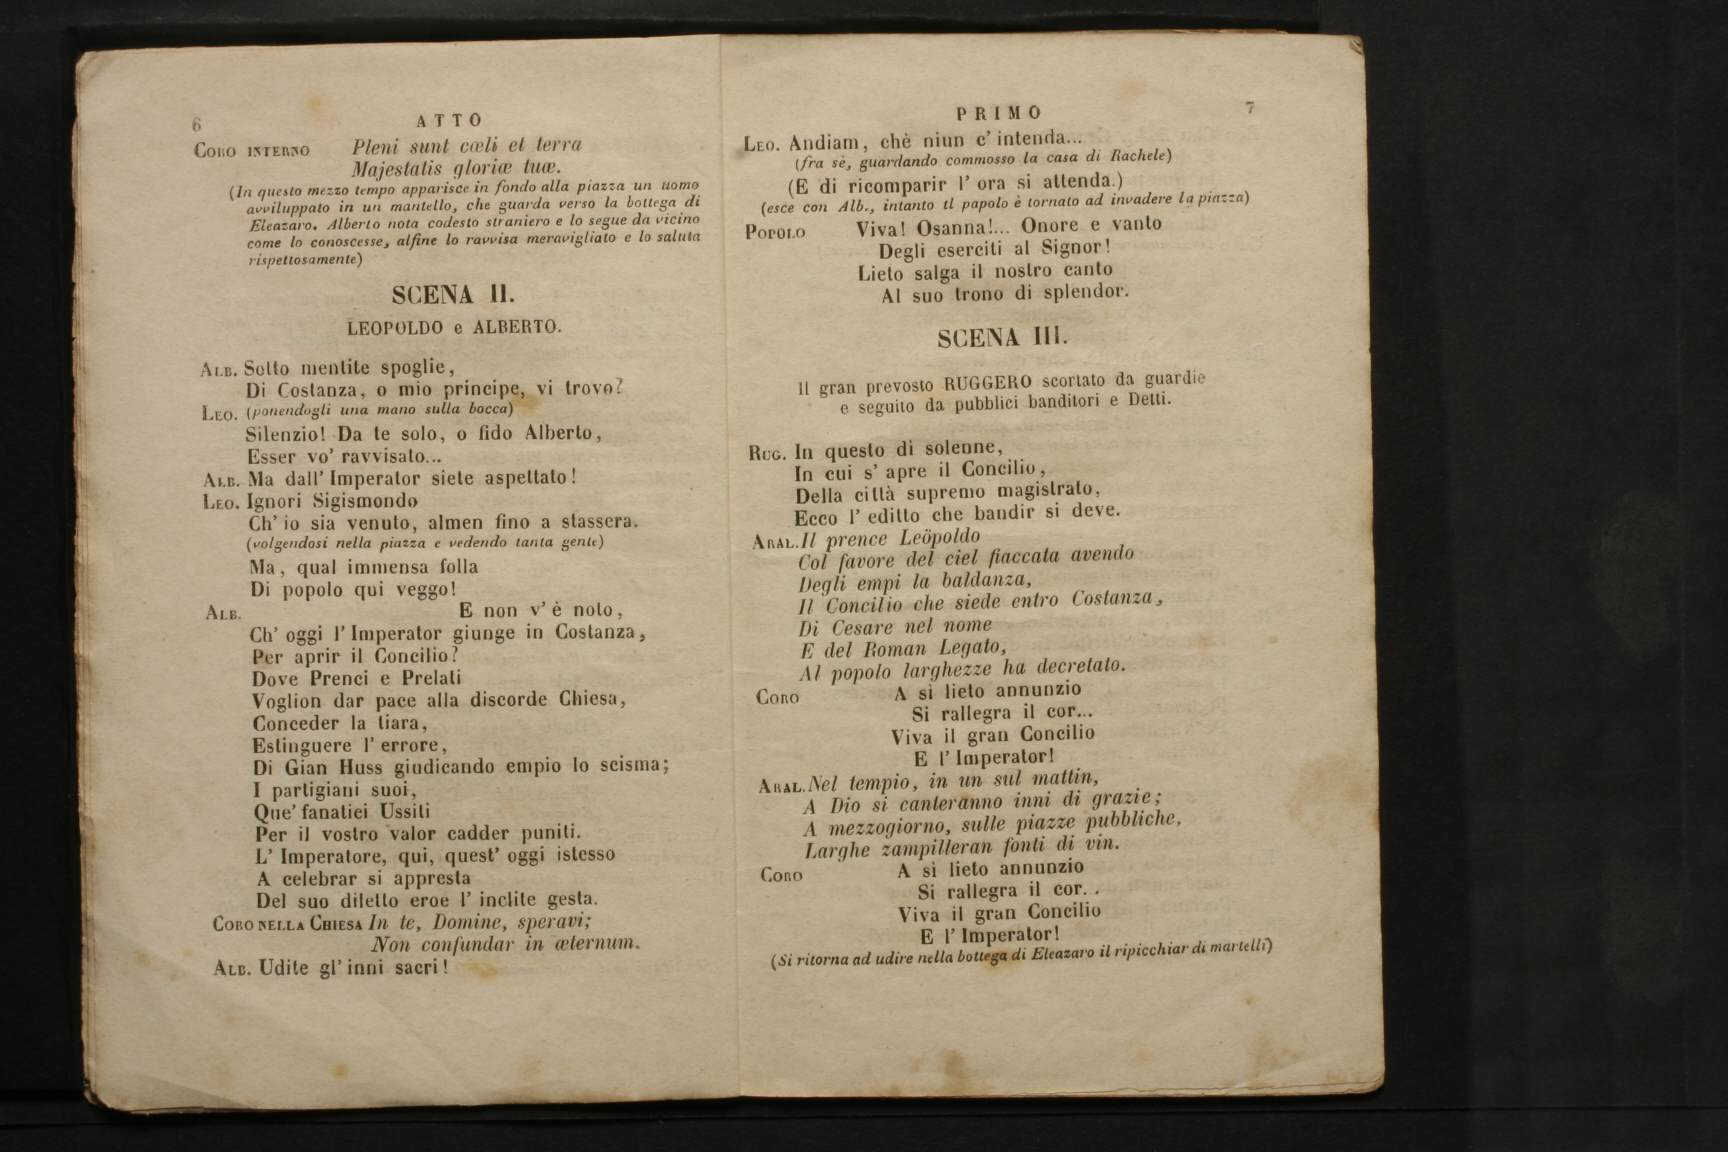 6
ATTO
CORO INTERNO Pleni sunt cœli et terra
Majestatis gloriæ tuæ.
(In questo mezzo tempo apparisce in fondo alla piazza un uomo
avviluppato in un mantello, che guarda verso la bottega di
Eleazaro. Alberto nota codesto straniero e lo segue da vicino
come lo conoscesse, alfine lo ravvisa meravigliato e lo saluta
rispettosamente)
SCENA II.
LEOPOLDO e ALBERTO.
ALB. Sotto mentite spoglie,
Di Costanza, o mio principe, vi trovo?
LEO. (ponendogli una mano sulla bocca)
Silenzio! Da te solo, o fido Alberto,
Esser vo' ravvisato...
ALB. Ma dall' Imperator siete aspettato!
LEO. Ignori Sigismondo
Ch' io sia venuto, almen fino a stassera.
(volgendosi nella piazza e vedendo tanta gente)
Ma, qual immensa folla
Di popolo qui veggo!
ALB. E non v' è noto,
Ch' oggi l' Imperator giunge in Costanza,
Per aprir il Concilio?
Dove Prenci e Prelati
Voglion dar pace alla discorde Chiesa,
Conceder la tiara,
Estinguere l' errore,
Di Gian Huss giudicando empio lo scisma;
I partigiani suoi,
Que' fanatici Ussiti
Per il vostro valor cadder puniti.
L' Imperatore, qui, quest' oggi istesso
A celebrar si appresta
Del suo diletto eroe l' inclite gesta.
CORO NELLA CHIESA In te, Domine, speravi;
Non confundar in æternum.
ALB. Udite gl' inni sacri!
PRIMO
7
LEO. Andiam, chè niun c' intenda...
(fra sè, guardando commosso la casa di Rachele)
(E di ricomparir l' ora si attenda.)
(esce con Alb., intanto il papolo è tornato ad invadere la piazza)
POPOLO Viva! Osanna!... Onore e vanto
Degli eserciti al Signor!
Lieto salga il nostro canto
Al suo trono di splendor.
SCENA III.
Il gran prevosto RUGGERO scortato da guardie
e seguito da pubblici banditori e Detti.
RUG. In questo dì solenne,
In cui s' apre il Concilio,
Della città supremo magistrato,
Ecco l' editto che bandir si deve.
ARAL. Il prence Leöpoldo
Col favore del ciel fiaccata avendo
Degli empi la baldanza,
Il Concilio che siede entro Costanza,
Di Cesare nel nome
E del Roman Legato,
Al popolo larghezze ha decretato.
CORO A sì lieto annunzio
Si rallegra il cor...
Viva il gran Concilio
E l' Imperator!
ARAL. Nel tempio, in un sul mattin,
A Dio si canteranno inni di grazie;
A mezzogiorno, sulle piazze pubbliche,
Larghe zampilleran fonti di vin.
CORO A sì lieto annunzio
Si rallegra il cor. .
Viva il gran Concilio
E l' Imperator!
(Si ritorna ad udire nella bottega di Eleazaro il ripicchiar di martelli)